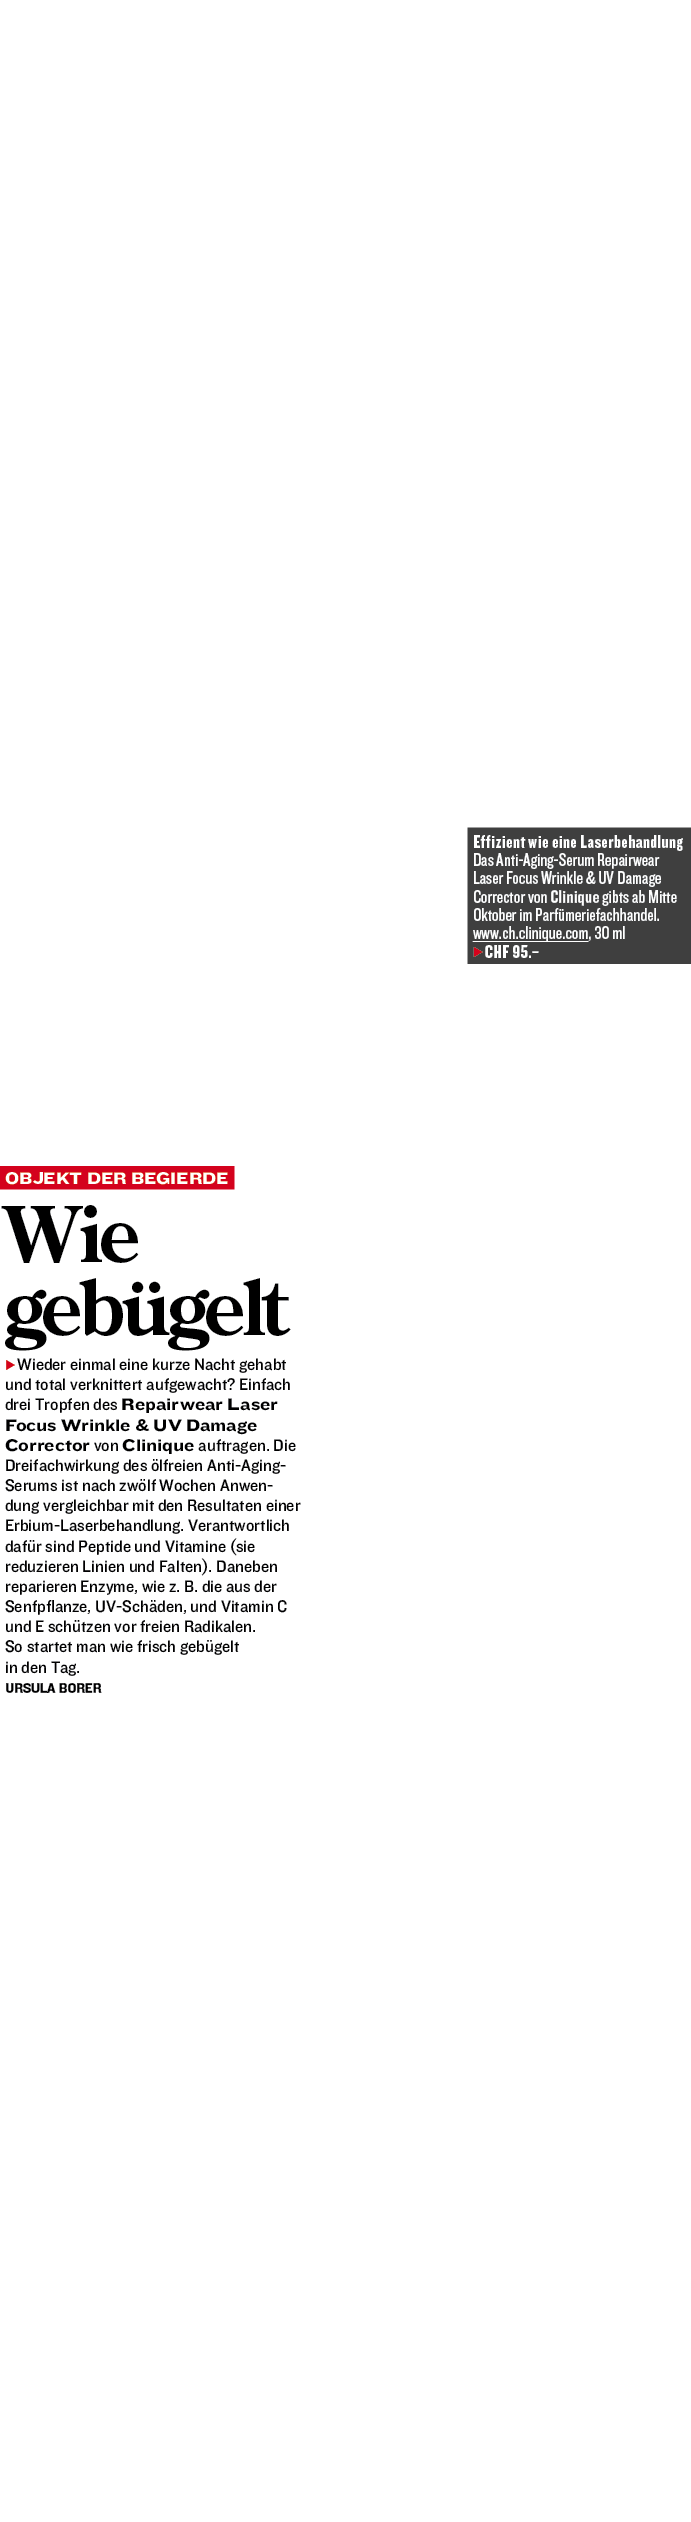 Effizient wie eine Laserbehandlung
Das Anti-Aging-Serum Repairwear
Laser Focus Wrinkle & UV Damage
Corrector von Clinique gibts ab Mitte
Oktober im Parfümeriefachhandel.
www.ch.clinique.com, 30 ml
▶CHF 95.–
OBJEKT DER BEGIERDE
Wie
gebügelt
▶Wieder einmal eine kurze Nacht gehabt
und total verknittert aufgewacht? Einfach
drei Tropfen des Repairwear Laser
Focus Wrinkle & UV Damage
Corrector von Clinique auftragen. Die
Dreifachwirkung des ölfreien Anti-Aging-
Serums ist nach zwölf Wochen Anwen-
dung vergleichbar mit den Resultaten einer
Erbium-Laserbehandlung. Verantwortlich
dafür sind Peptide und Vitamine (sie
reduzieren Linien und Falten). Daneben
reparieren Enzyme, wie z. B. die aus der
Senfpflanze, UV-Schäden, und Vitamin C
und E schützen vor freien Radikalen.
So startet man wie frisch gebügelt
in den Tag.
URSULA BORER